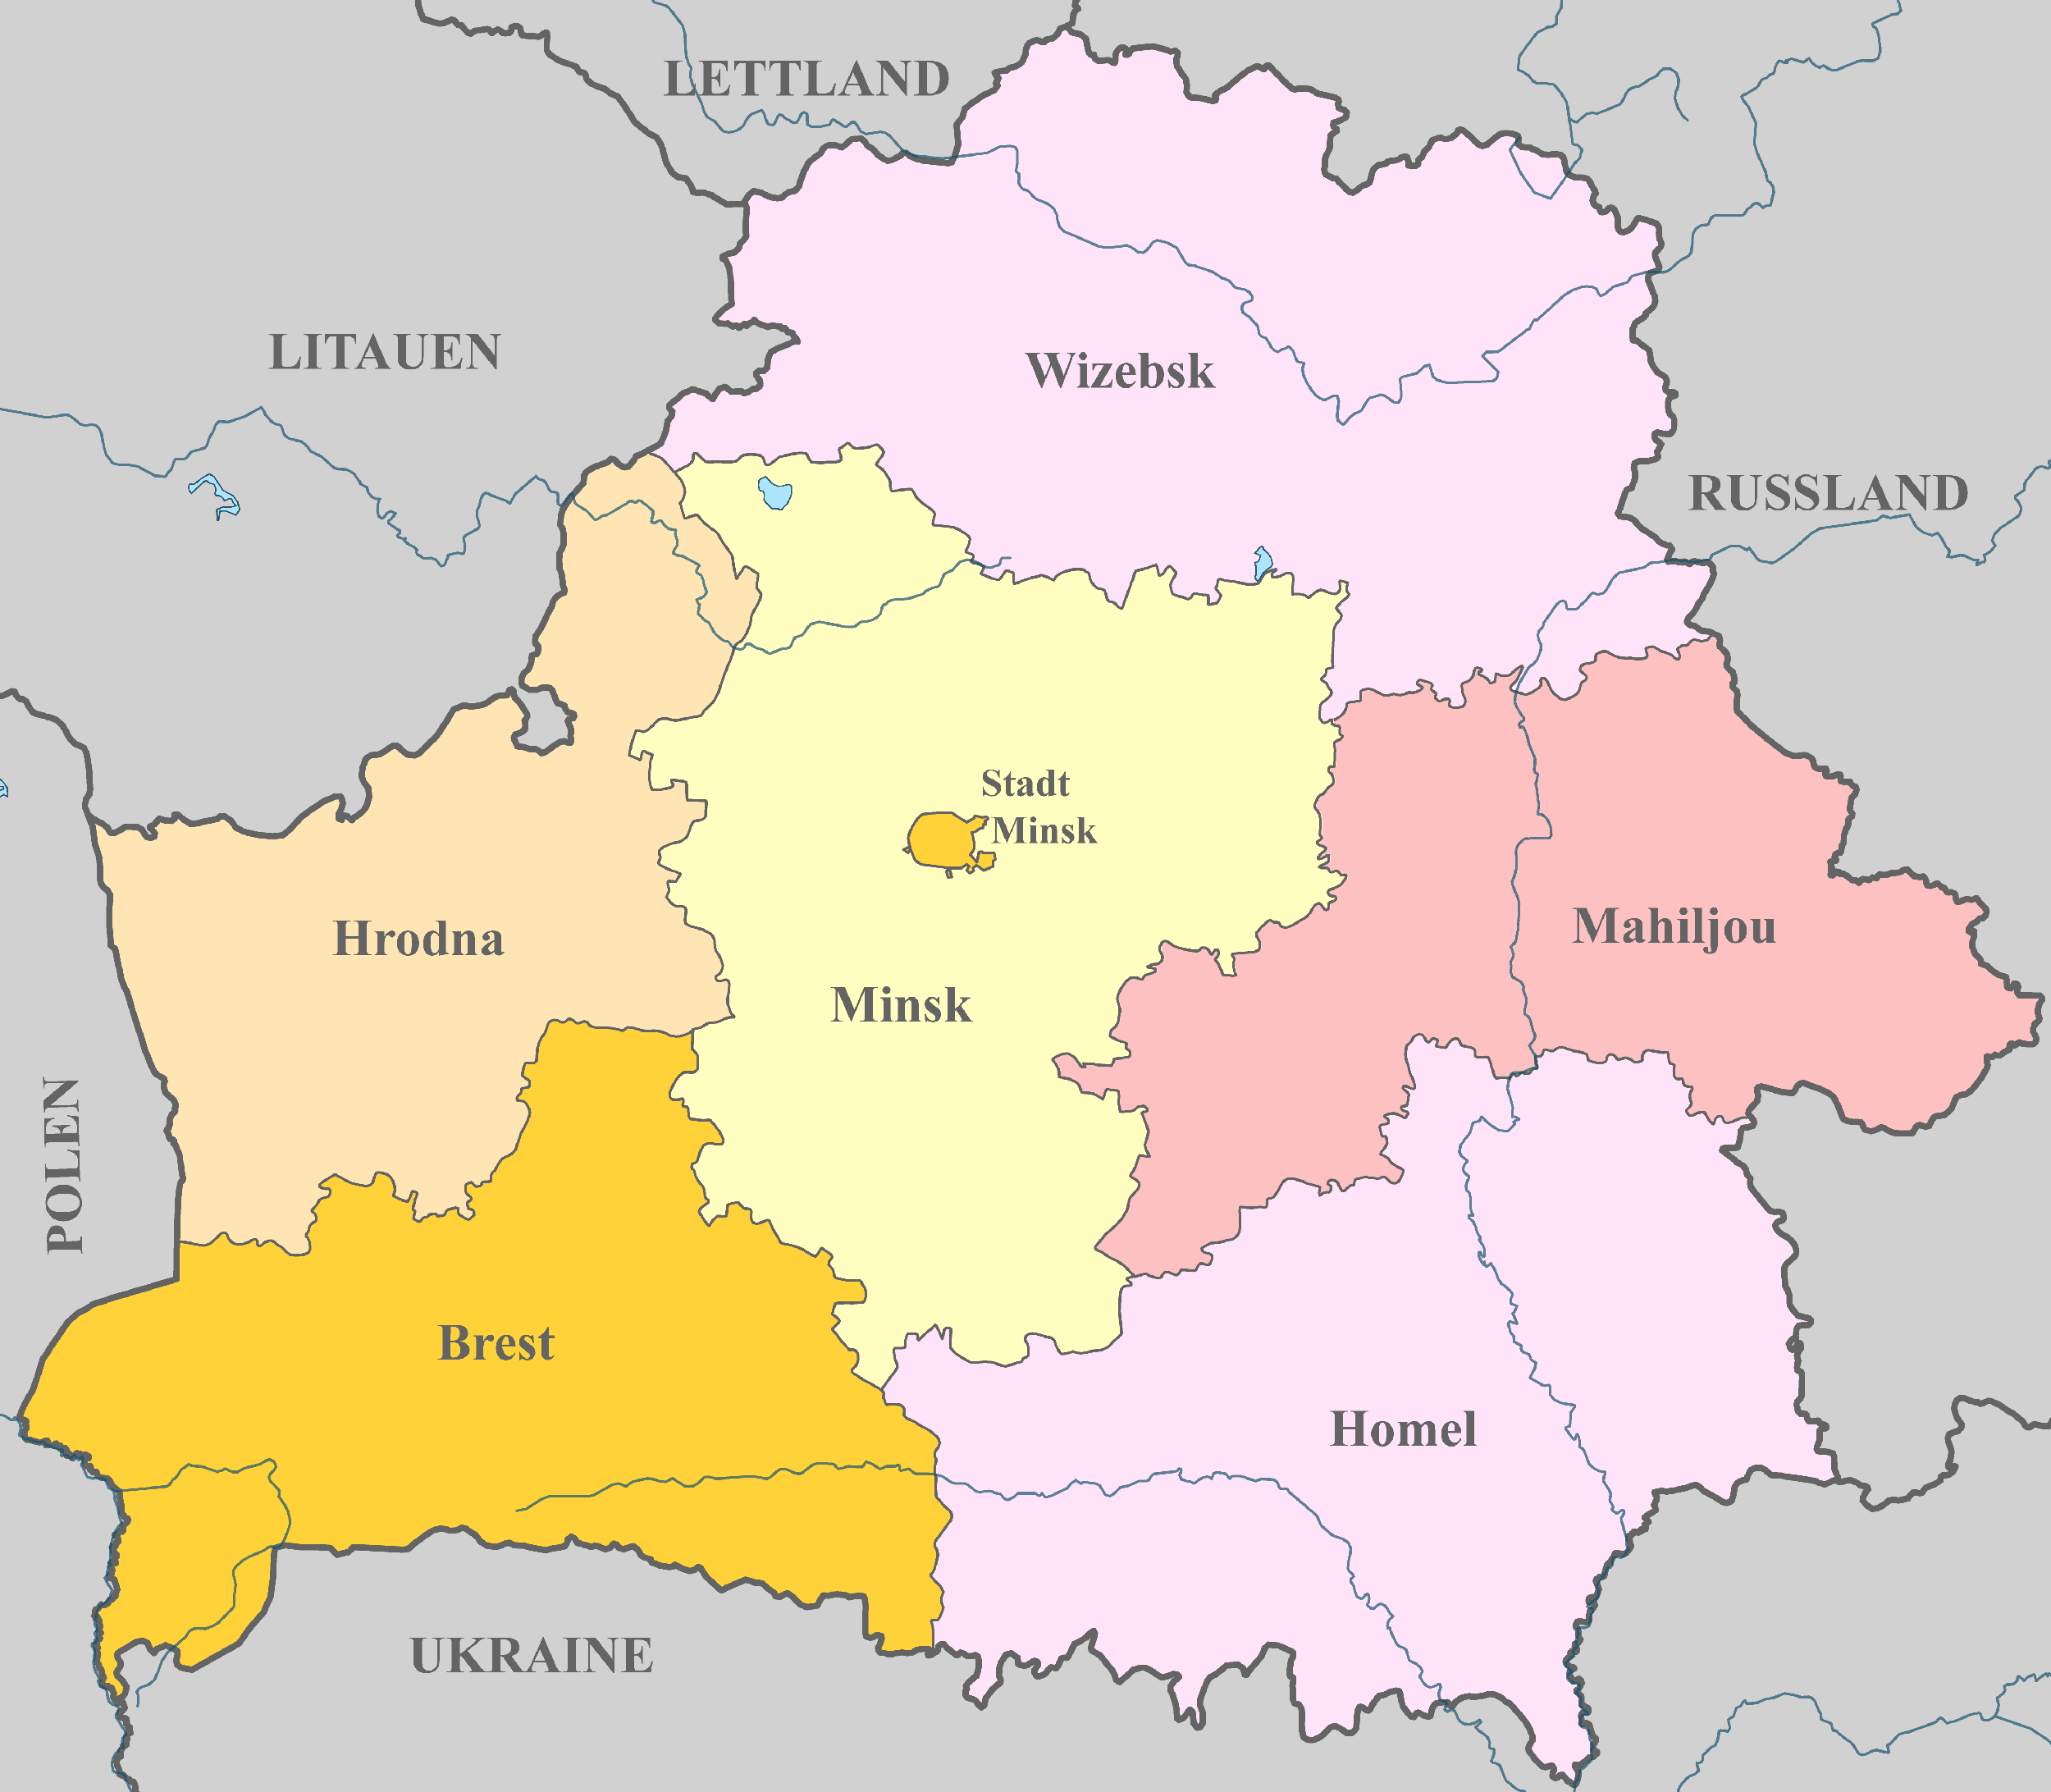 LETTLAND
LITAUEN
Wizebsk
RUSSLAND
Stadt
Minsk
Hrodna
Mahiljou
Minsk
POLEN
Brest
Homel
UKRAINE